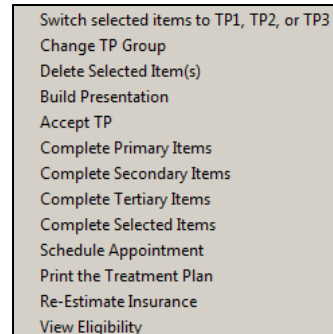 Switch selected items to TP1, TP2, or TP3
Change TP Group
Delete Selected Item(s)
Build Presentation
Accept TP
Complete Primary Items
Complete Secondary Items
Complete Tertiary Items
Complete Selected Items
Schedule Appointment
Print the Treatment Plan
Re-Estimate Insurance
View Eligibility